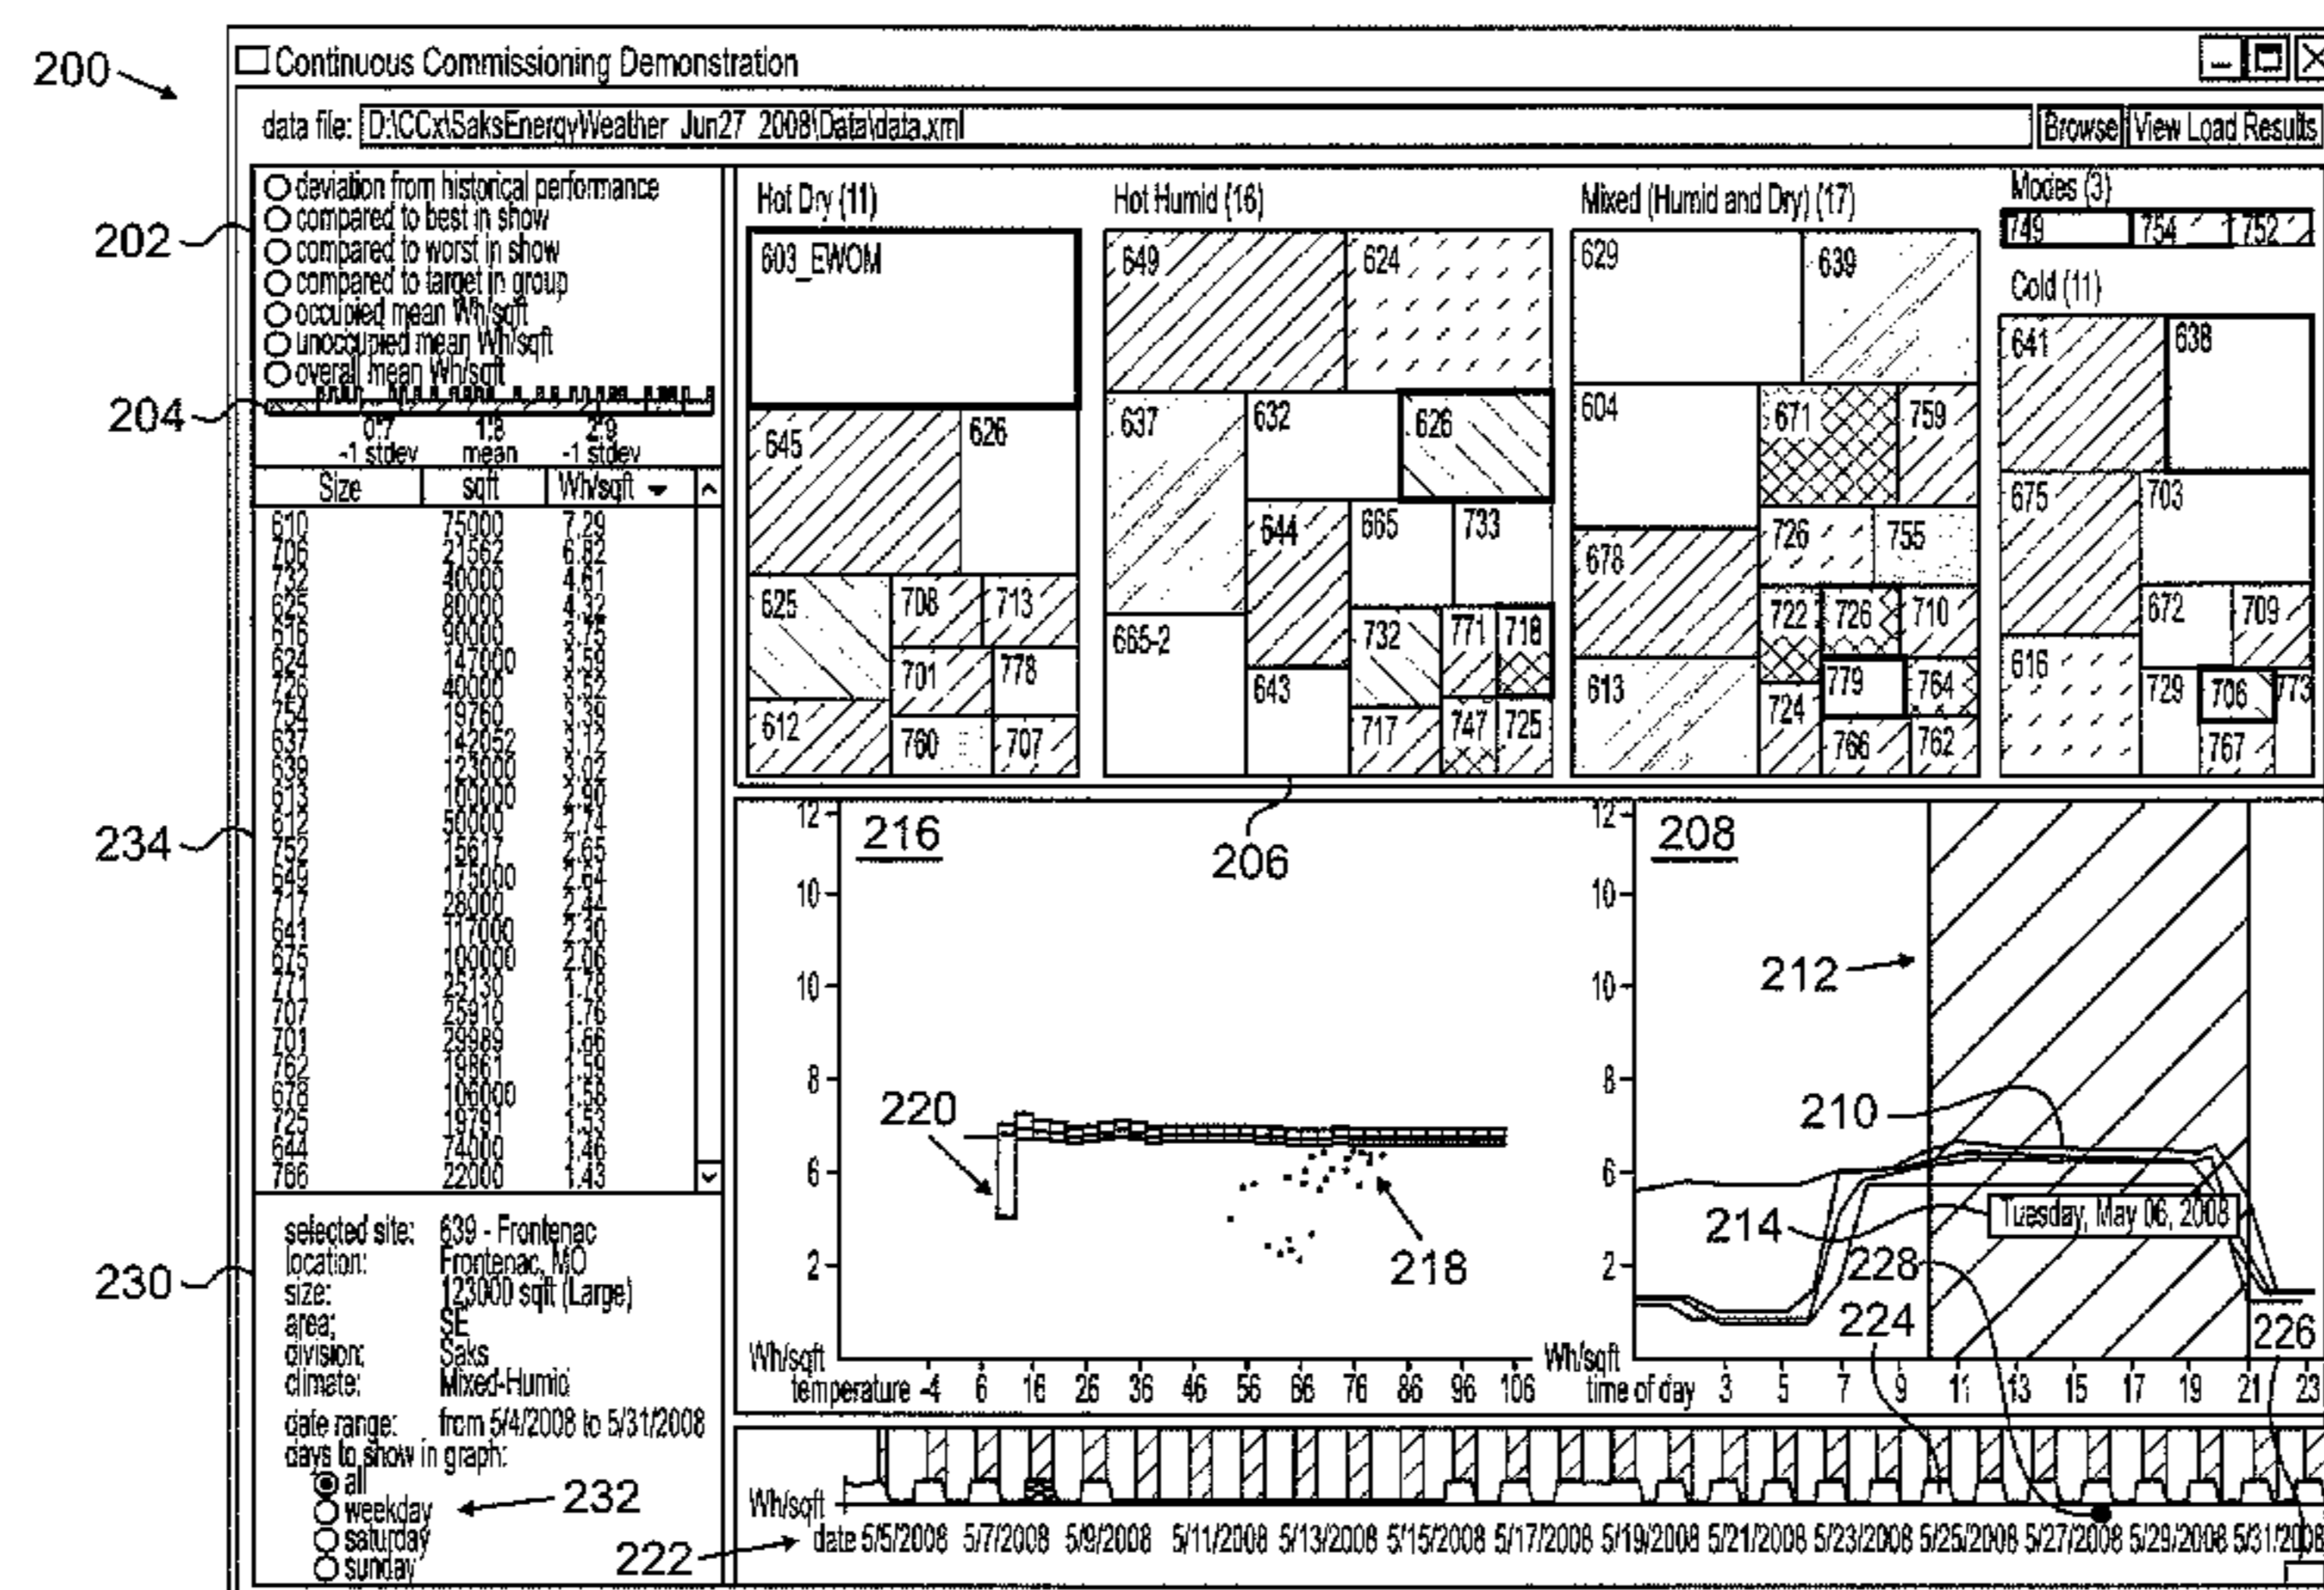 200
Continuous Commissioning Demonstration
data file: D:\CCx\SaksEnergyWeather_Jun27_2008\Data\data.xml Browse View Load Results
202
deviation from historical performance
compared to best in show
compared to worst in show
compared to target in group
occupied mean Wh/sqft
unoccupied mean Wh/sqft
overall mean Wh/sqft
204
0.7 1.8 2.9
-1 stdev mean -1 stdev
Size sqft Wh/sqft
610 75000 7.29
706 21562 6.82
732 40000 4.61
625 80000 4.32
616 90000 3.75
624 147000 3.59
726 40000 3.52
754 19760 3.39
637 142052 3.12
639 123000 3.02
613 100000 2.90
612 50000 2.74
752 15617 2.65
649 175000 2.64
717 28000 2.44
641 117000 2.30
675 100000 2.06
771 25130 1.78
707 25910 1.76
701 29989 1.66
762 19861 1.59
678 106000 1.58
725 19791 1.53
644 74000 1.46
766 22000 1.43
234
230
selected site: 639 - Frontenac
location: Frontenac, MO
size: 123000 sqft (Large)
area; SE
division; Saks
climate: Mixed-Humid
date range: from 5/4/2008 to 5/31/2008
days to show in graph:
all
weekday
saturday
sunday
232
Hot Dry (11)
603_EWOM
645 626
625 708 713
701 778
612 760 707
Hot Humid (16)
649 624
637 632 626
644 665 733
665-2 732 771 718
643 717 747 725
Mixed (Humid and Dry) (17)
629 639
604 671 759
678 726 755
722 726 710
613 779 764
724 766 762
Modes (3)
749 754 752
Cold (11)
641 638
675 703
672 709
616 729 706 773
767
206
216
12
10
10
8
6
2
220
218
Wh/sqft
temperature -4 6 16 26 36 46 56 66 76 86 96 106
208
12
10
10
8
6
2
212
210
214
Tuesday, May 06, 2008
228
224
226
Wh/sqft
time of day 3 5 7 9 11 13 15 17 19 21 23
Wh/sqft
222
date 5/5/2008 5/7/2008 5/9/2008 5/11/2008 5/13/2008 5/15/2008 5/17/2008 5/19/2008 5/21/2008 5/23/2008 5/25/2008 5/27/2008 5/29/2008 5/31/2008